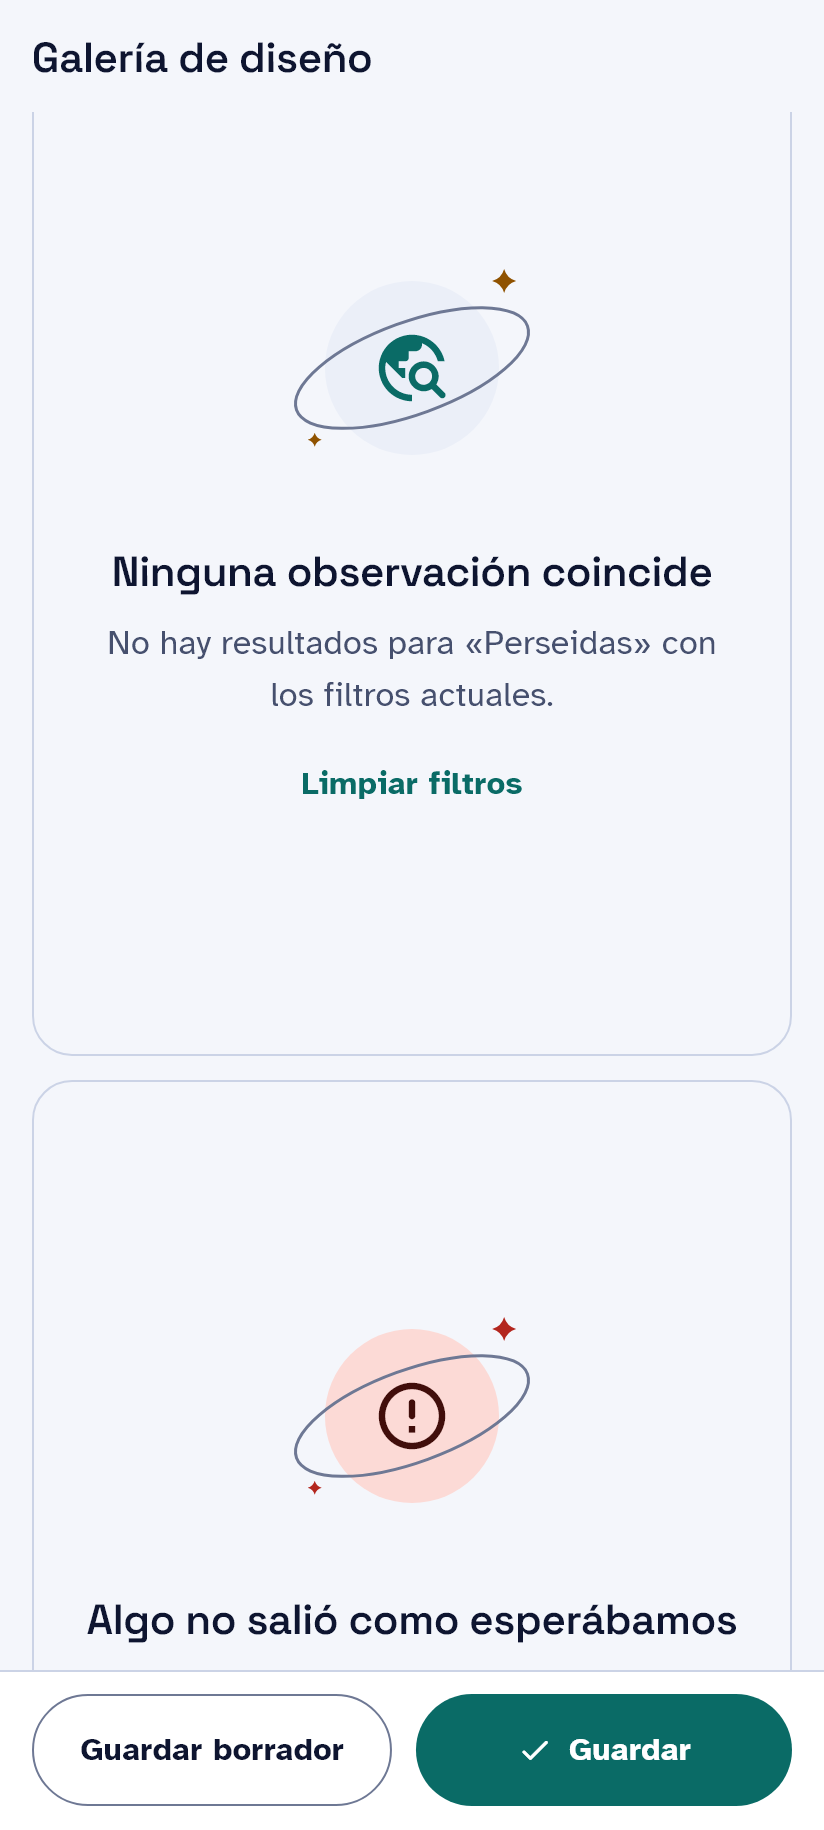 Galería de diseño
Ninguna observación coincide
No hay resultados para «Perseidas» con
los filtros actuales.
Limpiar filtros
Algo no salió como esperábamos
Guardar borrador
Guardar